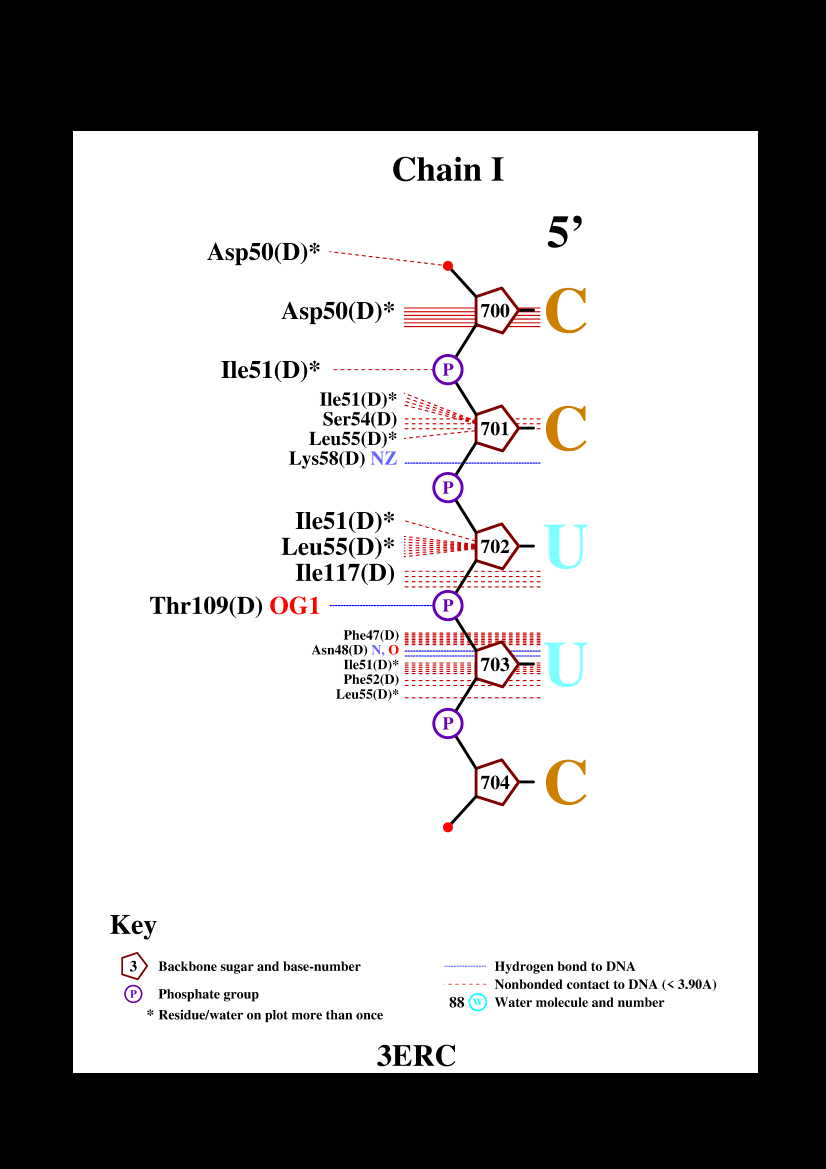 Chain I
5’
Asp50(D)*
Asp50(D)* 700 C
Ile51(D)* P
Ile51(D)*
Ser54(D)
701 C
Leu55(D)*
Lys58(D) NZ
P
Ile51(D)*
Leu55(D)* 702 U
Ile117(D)
Thr109(D) OG1 P
Phe47(D)
Asn48(D) N, O
Ile51(D)* 703 U
Phe52(D)
Leu55(D)*
P
704 C
Key
3 Backbone sugar and base-number
P Phosphate group
* Residue/water on plot more than once
Hydrogen bond to DNA
Nonbonded contact to DNA (< 3.90A)
88 W Water molecule and number
3ERC